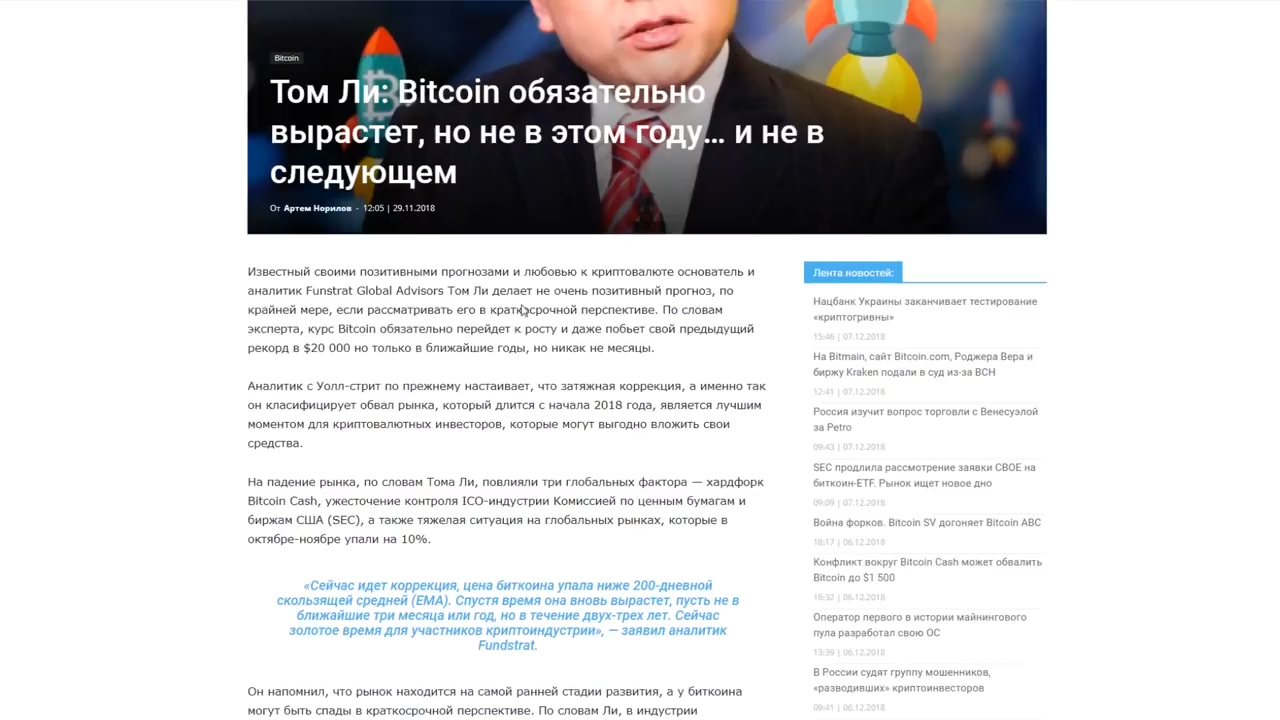 Bitcoin
Том Ли: Bitcoin обязательно
вырастет, но не в этом году... и не в
следующем
От Артем Норилов - 12:05 | 29.11.2018
Известный своими позитивными прогнозами и любовью к криптовалюте основатель и
аналитик Funstrat Global Advisors Том Ли делает не очень позитивный прогноз, по
крайней мере, если рассматривать его в краткосрочной перспективе. По словам
эксперта, курс Bitcoin обязательно перейдет к росту и даже побьет свой предыдущий
рекорд в $20 000 но только в ближайшие годы, но никак не месяцы.
Аналитик с Уолл-стрит по прежнему настаивает, что затяжная коррекция, а именно так
он класифицирует обвал рынка, который длится с начала 2018 года, является лучшим
моментом для криптовалютных инвесторов, которые могут выгодно вложить свои
средства.
На падение рынка, по словам Тома Ли, повлияли три глобальных фактора — хардфорк
Bitcoin Cash, ужесточение контроля ICO-индустрии Комиссией по ценным бумагам и
биржам США (SEC), а также тяжелая ситуация на глобальных рынках, которые в
октябре-ноябре упали на 10%.
«Сейчас идет коррекция, цена биткоина упала ниже 200-дневной
скользящей средней (EMA). Спустя время она вновь вырастет, пусть не в
ближайшие три месяца или год, но в течение двух-трех лет. Сейчас
золотое время для участников криптоиндустрии», — заявил аналитик
Fundstrat.
Он напомнил, что рынок находится на самой ранней стадии развития, а у биткоина
могут быть спады в краткосрочной перспективе. По словам Ли, в индустрии
Лента новостей:
Нацбанк Украины заканчивает тестирование
«криптогривны»
15:46 | 07.12.2018
На Bitmain, сайт Bitcoin.com, Роджера Вера и
биржу Kraken подали в суд из-за BCH
12:41 | 07.12.2018
Россия изучит вопрос торговли с Венесуэлой
за Petro
09:43 | 07.12.2018
SEC продлила рассмотрение заявки CBOE на
биткоин-ETF. Рынок ищет новое дно
09:09 | 07.12.2018
Война форков. Bitcoin SV догоняет Bitcoin ABC
18:17 | 06.12.2018
Конфликт вокруг Bitcoin Cash может обвалить
Bitcoin до $1 500
16:32 | 06.12.2018
Оператор первого в истории майнингового
пула разработал свою ОС
13:39 | 06.12.2018
В России судят группу мошенников,
«разводивших» криптоинвесторов
09:41 | 06.12.2018